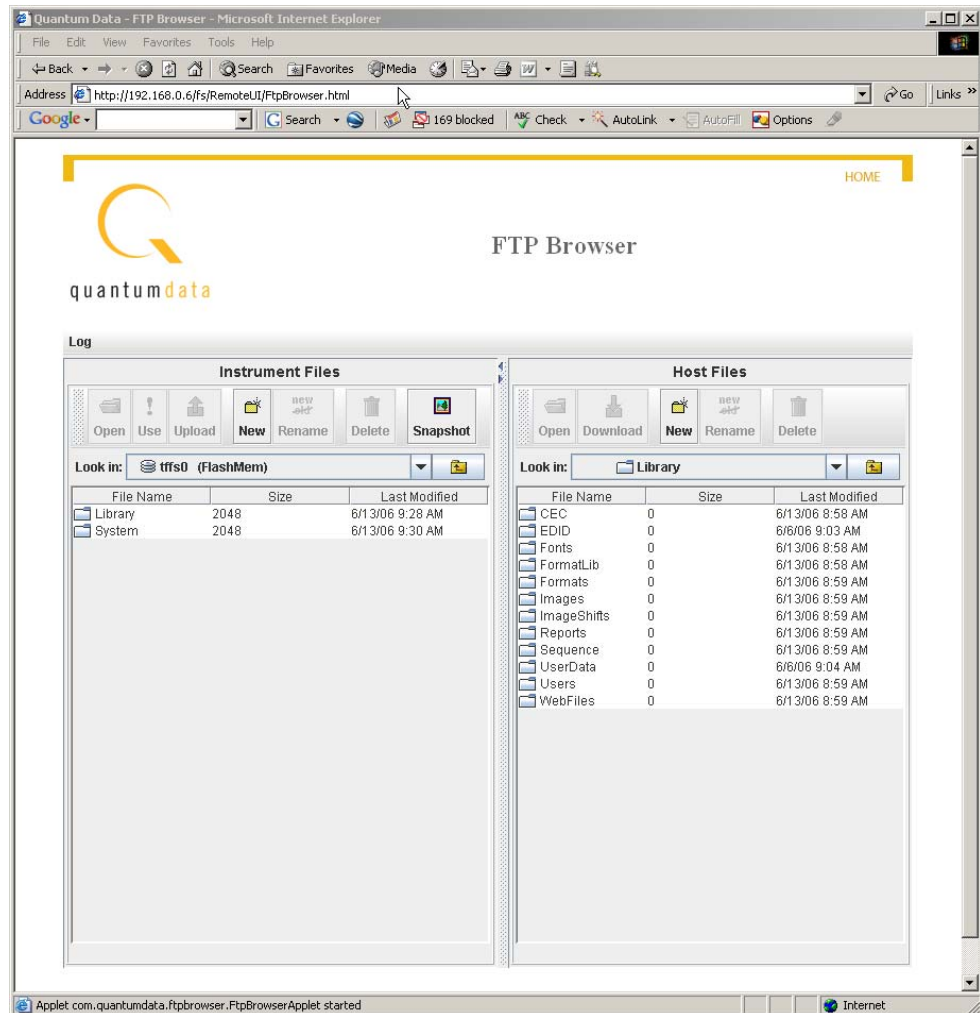 Quantum Data - FTP Browser - Microsoft Internet Explorer
File Edit View Favorites Tools Help
Back Search Favorites Media
Address http://192.168.0.6/fs/RemoteUI/FtpBrowser.html Go Links »
Google Search 169 blocked ABC Check AutoLink AutoFill Options
HOME
FTP Browser
quantumdata
Log
Instrument Files
Open Use Upload New new old Rename Delete Snapshot
Look in: tffs0 (FlashMem)
File Name Size Last Modified
Library 2048 6/13/06 9:28 AM
System 2048 6/13/06 9:30 AM
Host Files
Open Download New new old Rename Delete
Look in: Library
File Name Size Last Modified
CEC 0 6/13/06 8:58 AM
EDID 0 6/6/06 9:03 AM
Fonts 0 6/13/06 8:58 AM
FormatLib 0 6/13/06 8:58 AM
Formats 0 6/13/06 8:59 AM
Images 0 6/13/06 8:59 AM
ImageShifts 0 6/13/06 8:59 AM
Reports 0 6/13/06 8:59 AM
Sequence 0 6/13/06 8:59 AM
UserData 0 6/6/06 9:04 AM
Users 0 6/13/06 8:59 AM
WebFiles 0 6/13/06 8:59 AM
Applet com.quantumdata.ftpbrowser.FtpBrowserApplet started Internet